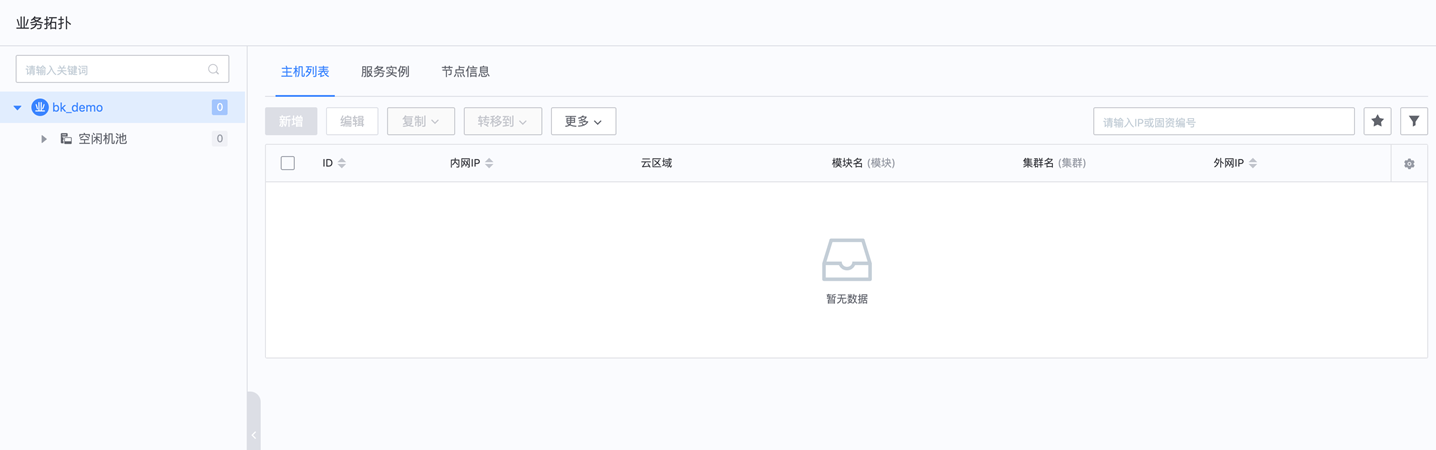 业务拓扑
请输入关键词
bk_demo 0
空闲机池 0
主机列表 服务实例 节点信息
新增 编辑 复制 转移到 更多 请输入IP或固资编号
ID 内网IP 云区域 模块名 (模块) 集群名 (集群) 外网IP
暂无数据